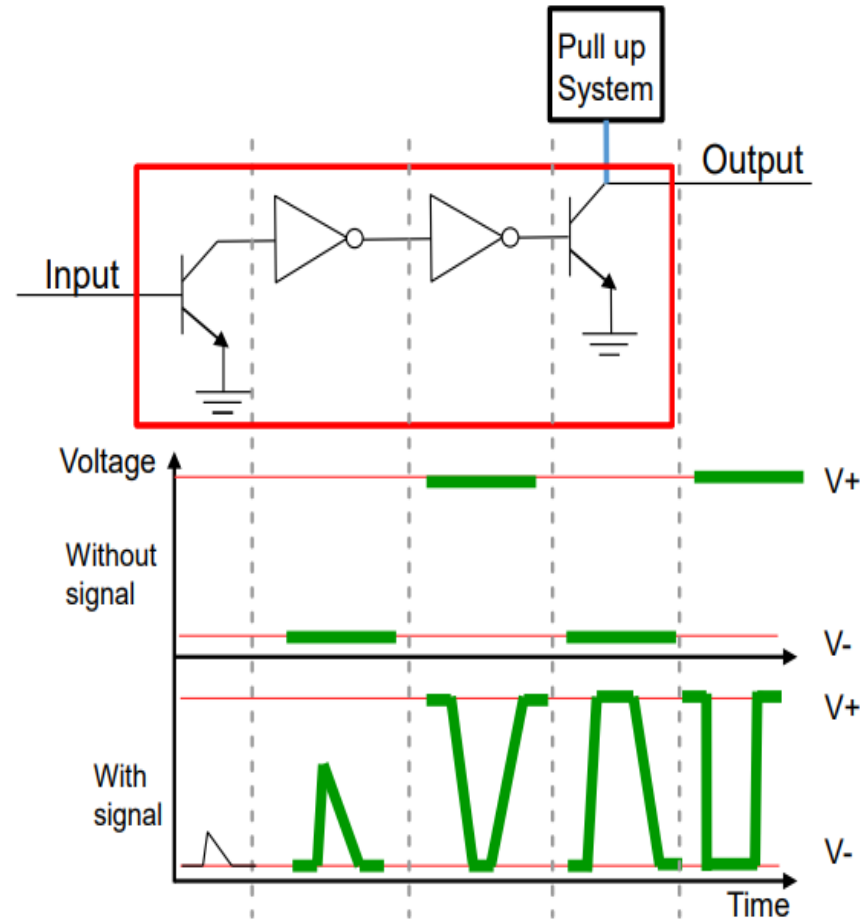 Pull up
System
Output
Input
Voltage
V+
Without
signal
V-
V+
With
signal
V-
Time